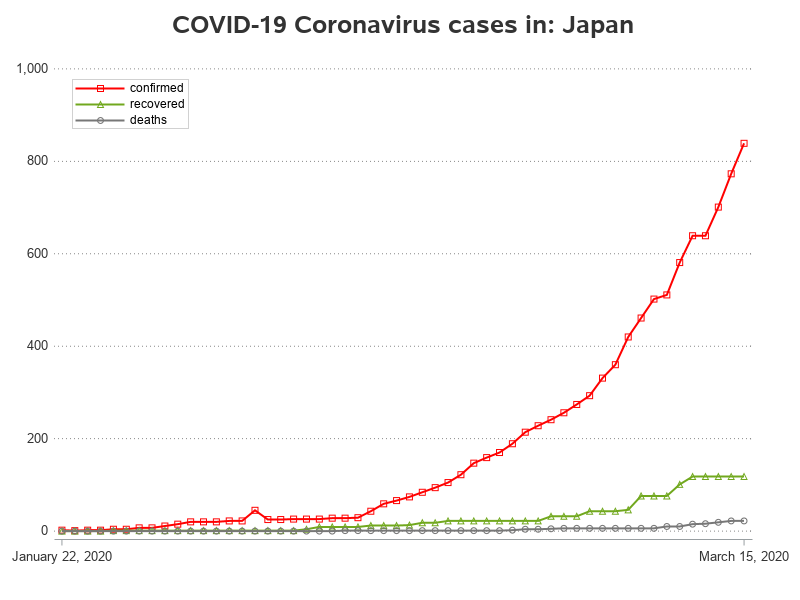 COVID-19 Coronavirus cases in: Japan
1,000
confirmed
recovered
deaths
800
600
400
200
0
January 22, 2020
March 15, 2020